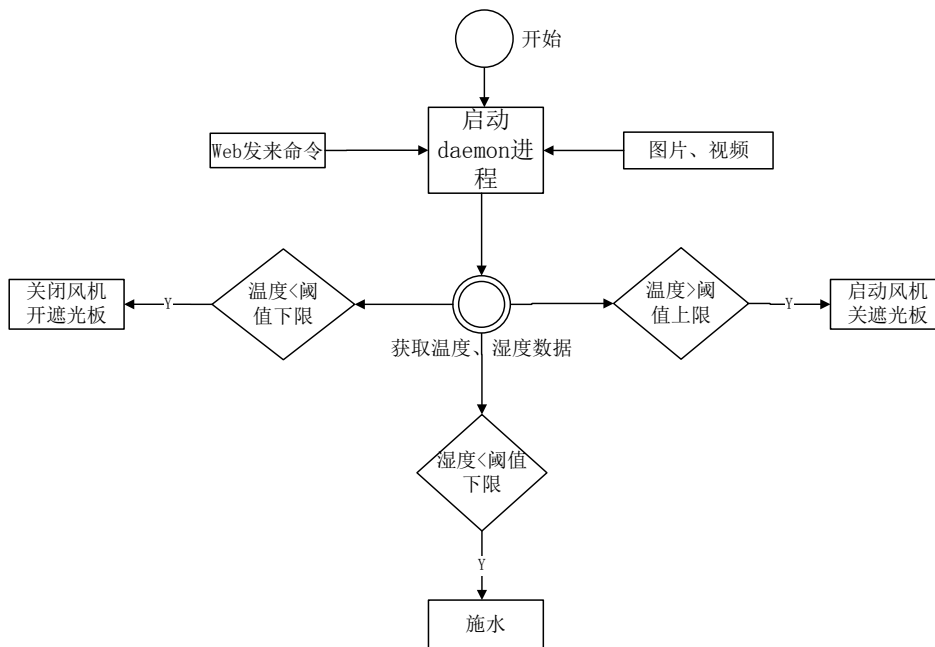 开始
启动
daemon进
程
Web发来命令
图片、视频
温度<阈
值下限
温度>阈
值上限
关闭风机
开遮光板
Y
Y
启动风机
关遮光板
获取温度、湿度数据
湿度<阈值
下限
Y
施水